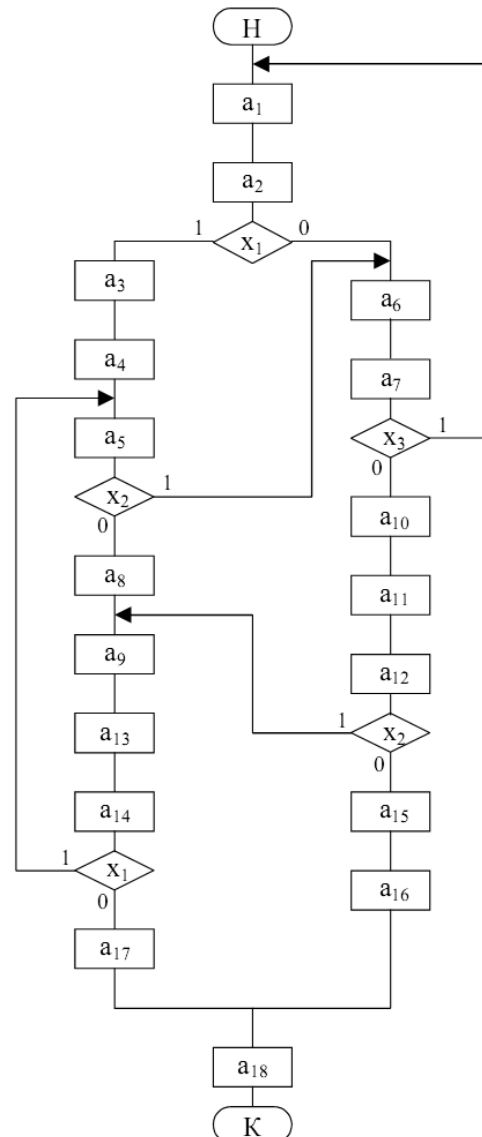 Н
a₁
a₂
1 x₁ 0
a₃
a₆
a₄
a₇
a₅
x₃ 1
0
x₂ 1
0
a₁₀
a₈
a₁₁
a₉
a₁₂
a₁₃
1 x₂
0
a₁₄
a₁₅
1 x₁
0
a₁₆
a₁₇
a₁₈
К